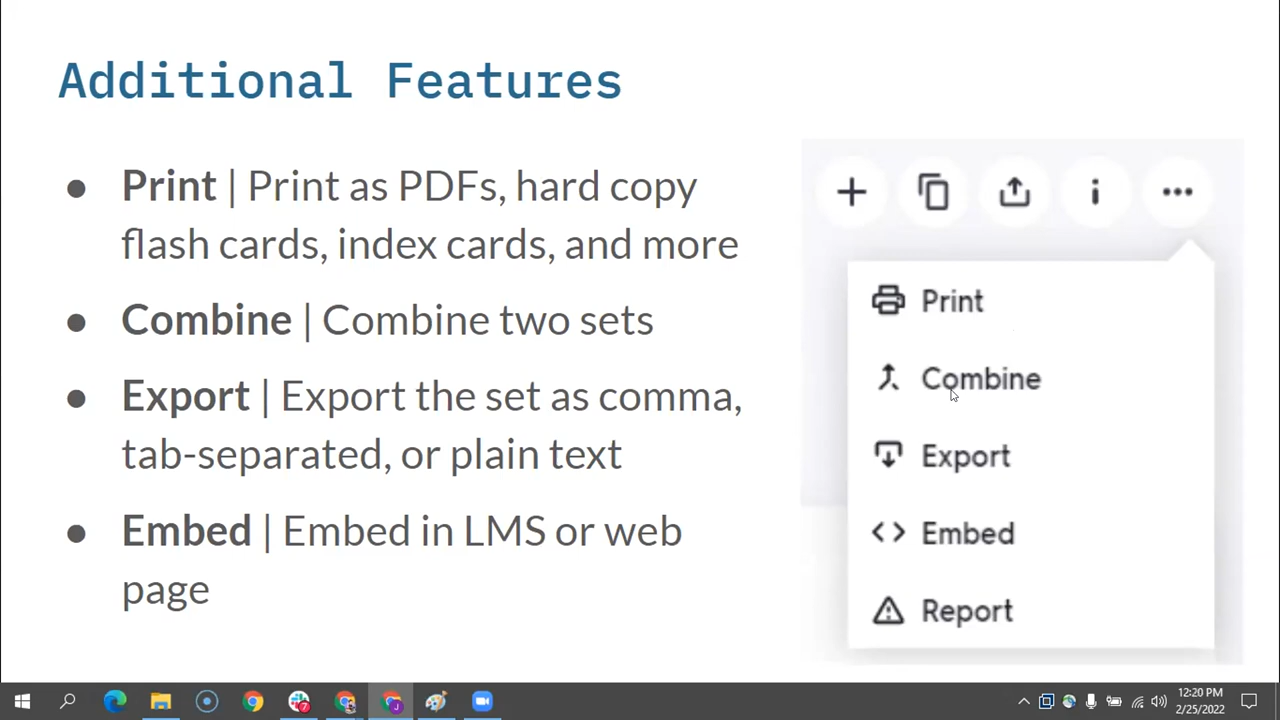 Additional Features
● Print | Print as PDFs, hard copy
flash cards, index cards, and more
● Combine | Combine two sets
● Export | Export the set as comma,
tab-separated, or plain text
● Embed | Embed in LMS or web
page
Print
Combine
Export
Embed
Report
12:20 PM
2/25/2022